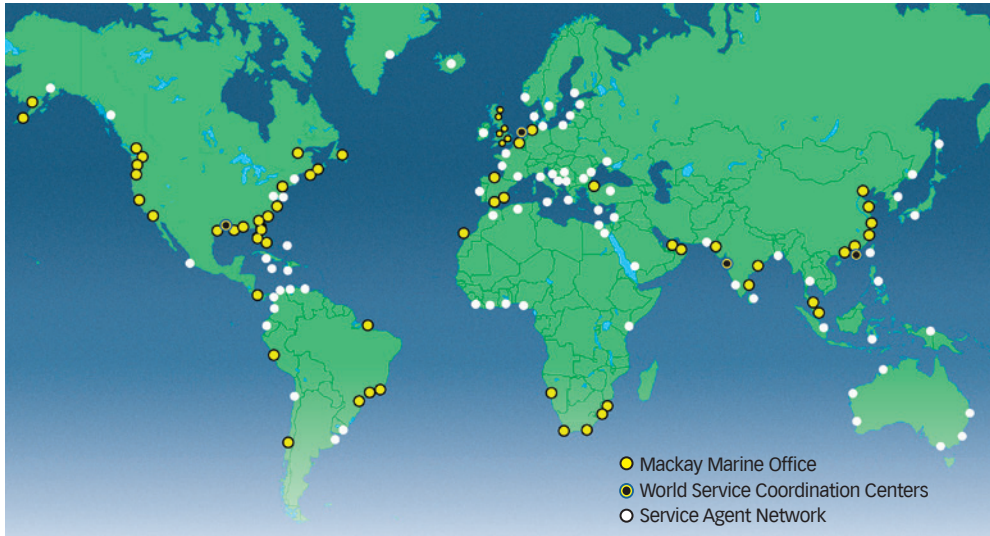 Mackay Marine Office
World Service Coordination Centers
Service Agent Network